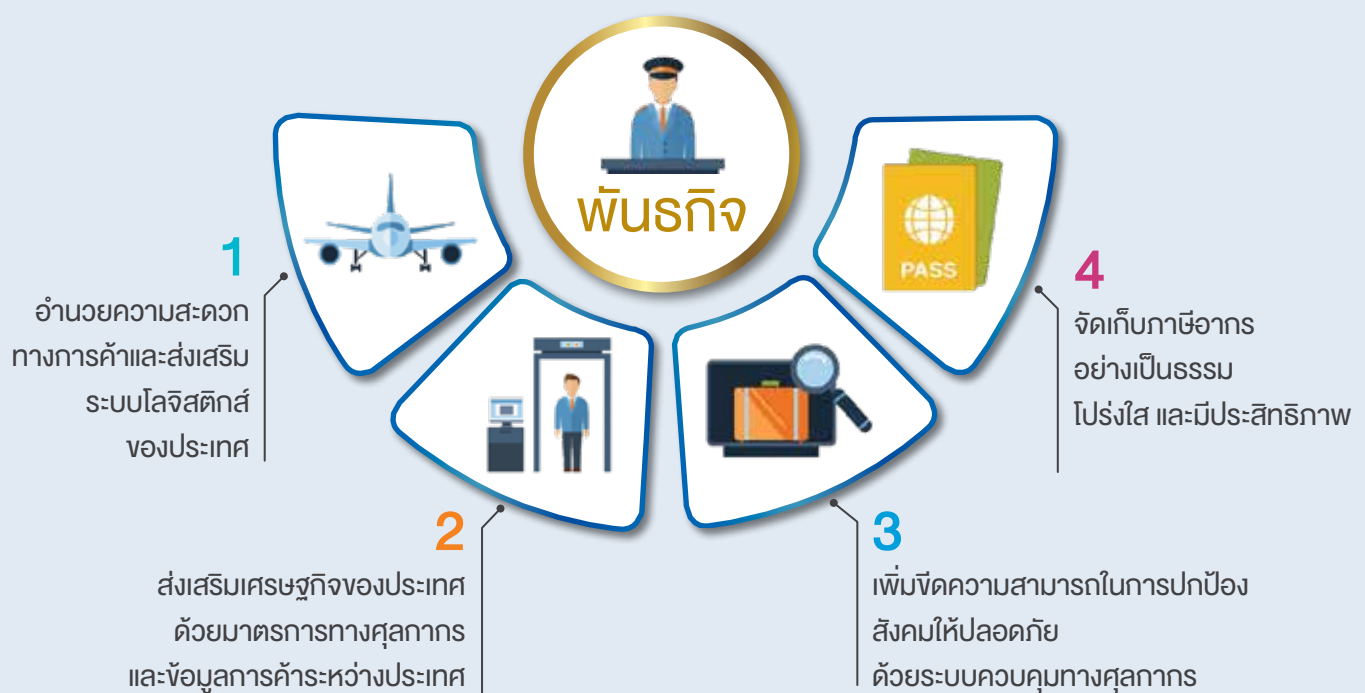 พันธกิจ
1
อำนวยความสะดวก
ทางการค้าและส่งเสริม
ระบบโลจิสติกส์
ของประเทศ
2
ส่งเสริมเศรษฐกิจของประเทศ
ด้วยมาตรการทางศุลกากร
และข้อมูลการค้าระหว่างประเทศ
3
เพิ่มขีดความสามารถในการปกป้อง
สังคมให้ปลอดภัย
ด้วยระบบควบคุมทางศุลกากร
PASS
4
จัดเก็บภาษีอากร
อย่างเป็นธรรม
โปร่งใส และมีประสิทธิภาพ